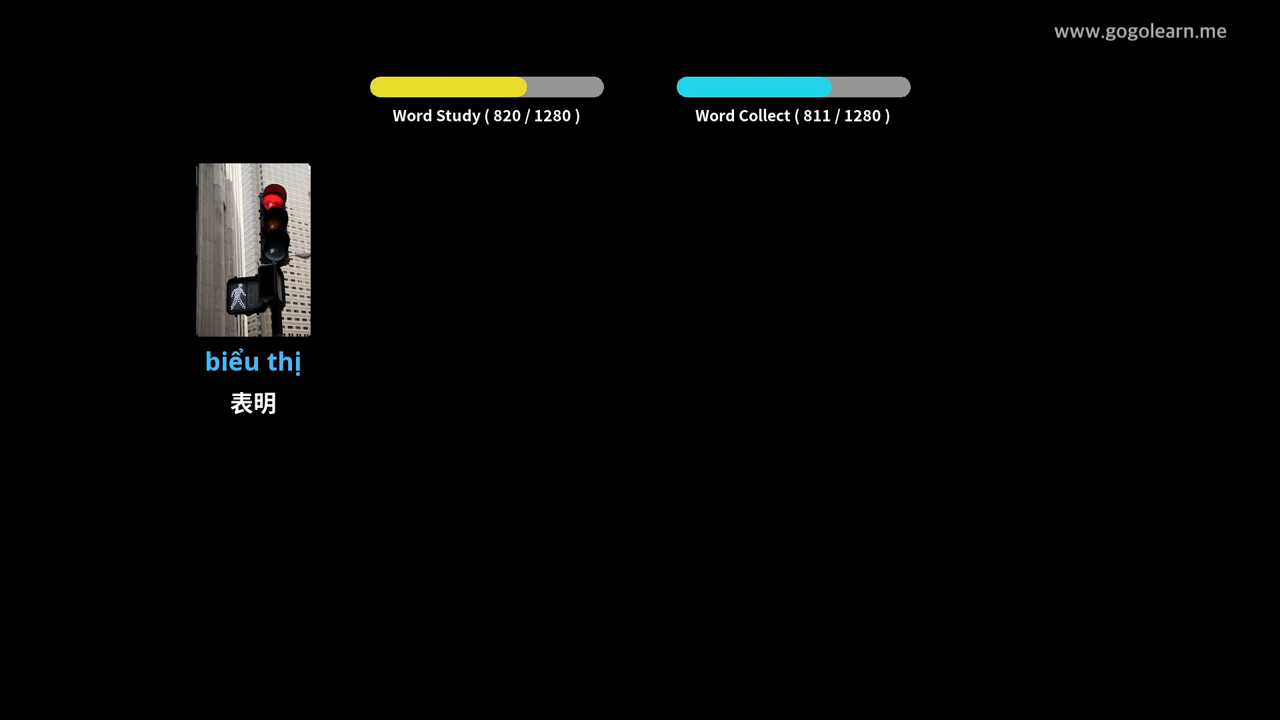 www.gogolearn.me
Word Study ( 820 / 1280 )
Word Collect ( 811 / 1280 )
biểu thị
表明